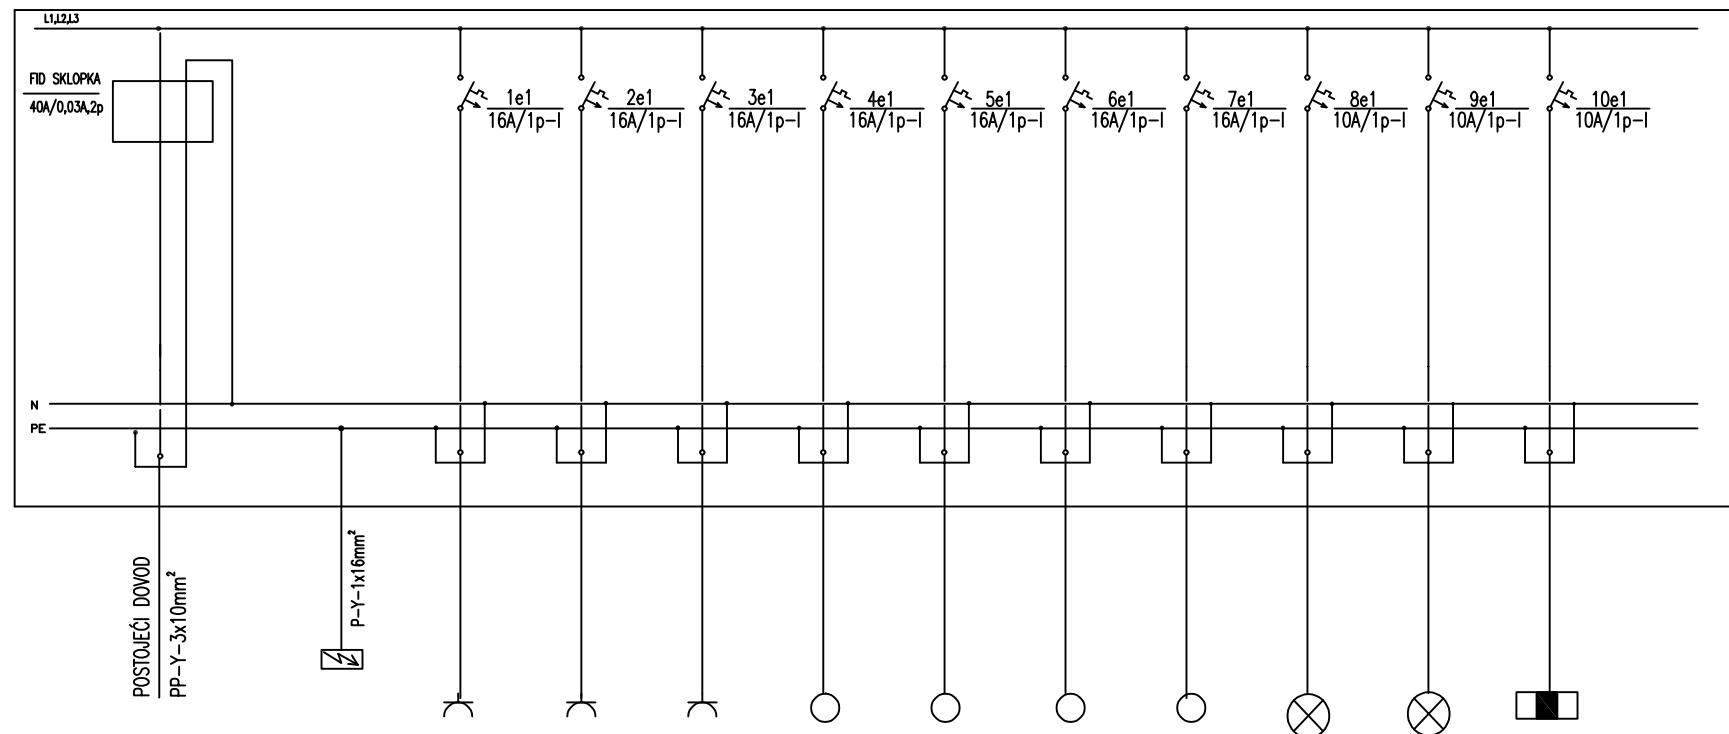 L1,L2,L3
FID SKLOPKA
40A/0,03A,2p
1e1
16A/1p-l
2e1
16A/1p-l
3e1
16A/1p-l
4e1
16A/1p-l
5e1
16A/1p-l
6e1
16A/1p-l
7e1
16A/1p-l
8e1
10A/1p-l
9e1
10A/1p-l
10e1
10A/1p-l
N
PE
POSTOJEĆI DOVOD
PP-Y-3x10mm²
P-Y-1x16mm²